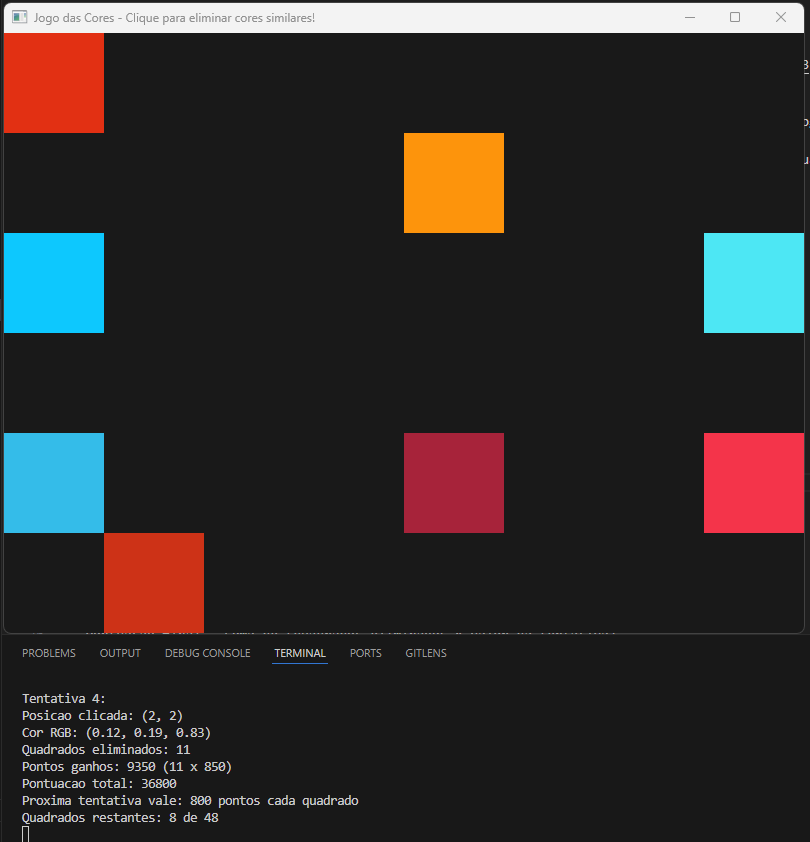 Jogo das Cores - Clique para eliminar cores similares!
PROBLEMS OUTPUT DEBUG CONSOLE TERMINAL PORTS GITLENS
Tentativa 4:
Posicao clicada: (2, 2)
Cor RGB: (0.12, 0.19, 0.83)
Quadrados eliminados: 11
Pontos ganhos: 9350 (11 x 850)
Pontuacao total: 36800
Proxima tentativa vale: 800 pontos cada quadrado
Quadrados restantes: 8 de 48